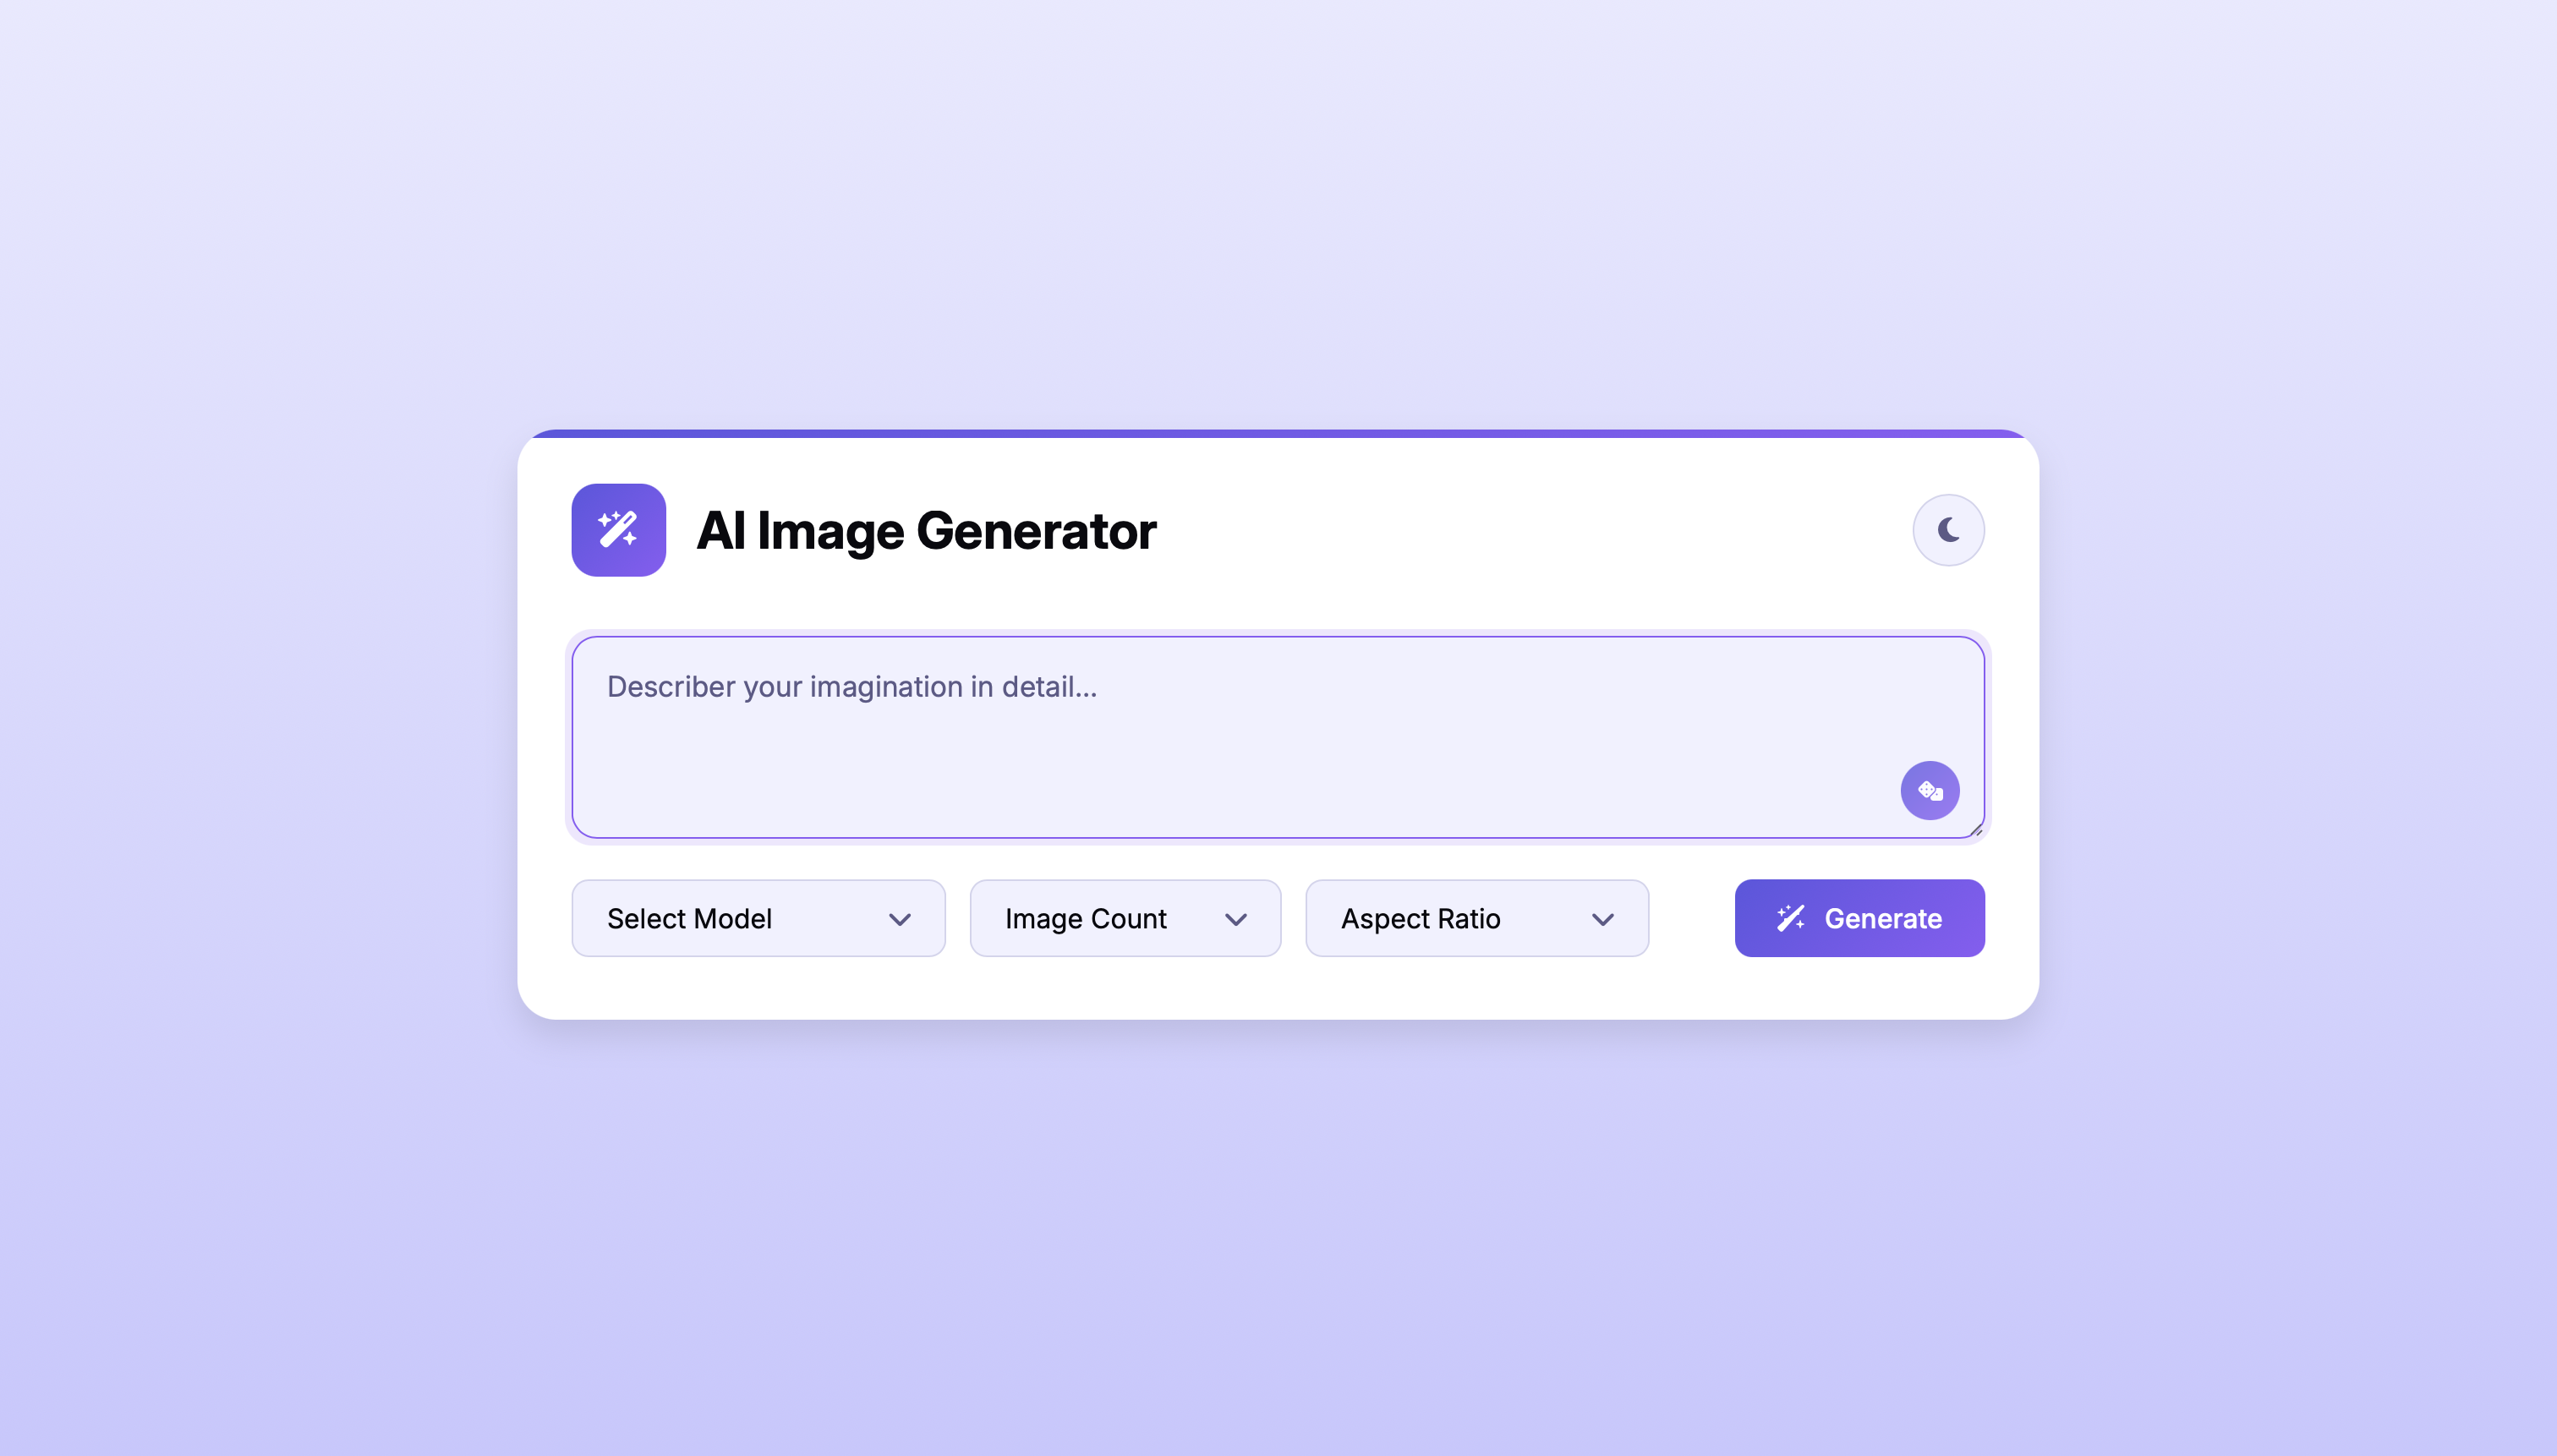 AI Image Generator
Describer your imagination in detail...
Select Model
Image Count
Aspect Ratio
Generate